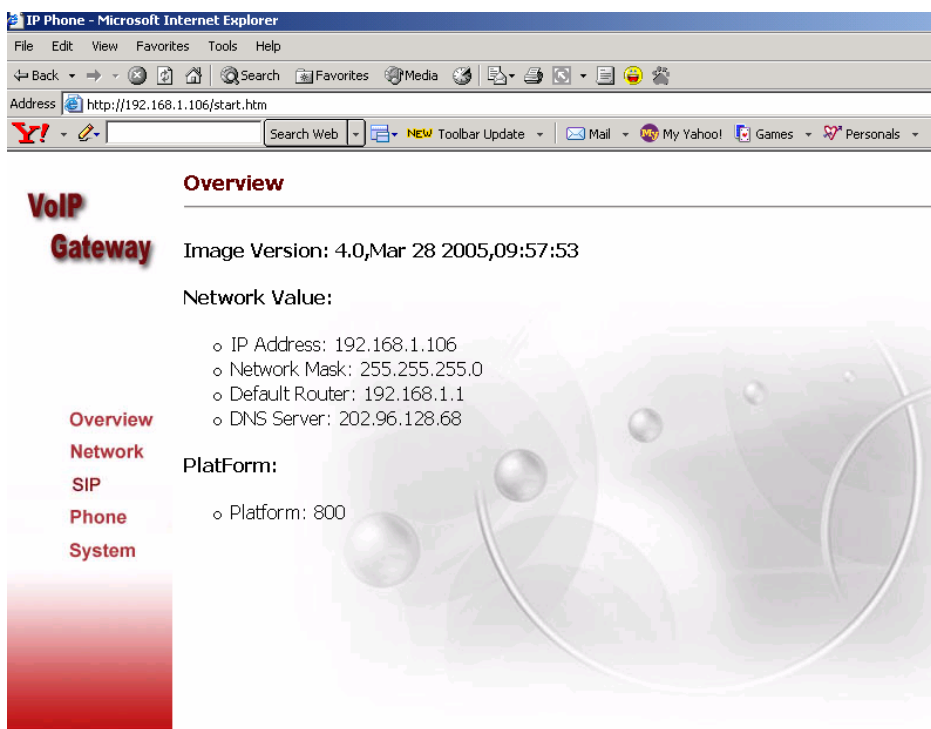 IP Phone - Microsoft Internet Explorer
File Edit View Favorites Tools Help
Back Search Favorites Media
Address http://192.168.1.106/start.htm
Y! Search Web NEW Toolbar Update Mail My My Yahoo! Games Personals
VoIP
Gateway
Overview
Network
SIP
Phone
System
Overview
Image Version: 4.0,Mar 28 2005,09:57:53
Network Value:
IP Address: 192.168.1.106
Network Mask: 255.255.255.0
Default Router: 192.168.1.1
DNS Server: 202.96.128.68
PlatForm:
Platform: 800